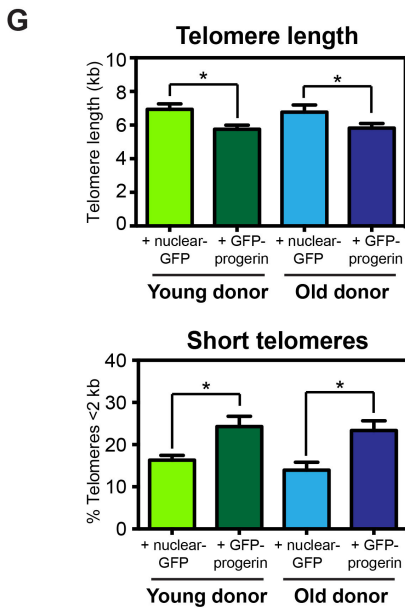 G
Telomere length
Telomere length (kb)
10
8
6
4
2
0
*
*
+ nuclear-
GFP
+ GFP-
progerin
+ nuclear-
GFP
+ GFP-
progerin
Young donor
Old donor
Short telomeres
% Telomeres <2 kb
40
30
20
10
0
*
*
+ nuclear-
GFP
+ GFP-
progerin
+ nuclear-
GFP
+ GFP-
progerin
Young donor
Old donor